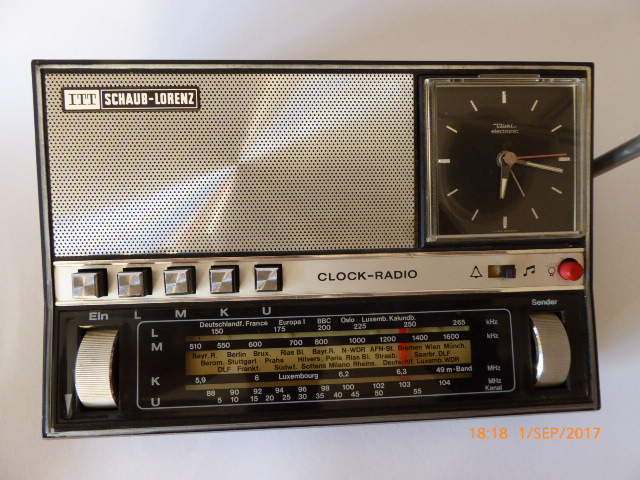 ITT SCHAUB-LORENZ
Diehl
electronic
CLOCK-RADIO
Ein L M K U
Sender
Deutschlandf. France Europa I BBC Oslo Luxemb. Kalundb.
L 150 175 200 225 250 265 kHz
M 510 550 600 700 800 1000 1200 1400 1600 kHz
Bayr.R. Berlin Brux. Rias Bl. Bayr.R. N-WDR AFN-St. Bremen Wien Münch.
Berom. Stuttgart Praha Hilvers. Paris Rias Bl. Strasb. Saarbr. DLF
DLF Frankf. Südwf. Sottens Milano Rheins. Deutschlf. Luxemb. WDR
K 5,9 6 Luxembourg 6,2 6,3 49 m-Band MHz
U 88 90 92 94 96 98 100 102 103 104 MHz
5 10 15 20 25 30 35 40 45 50 55 Kanal
18:18 1/SEP/2017